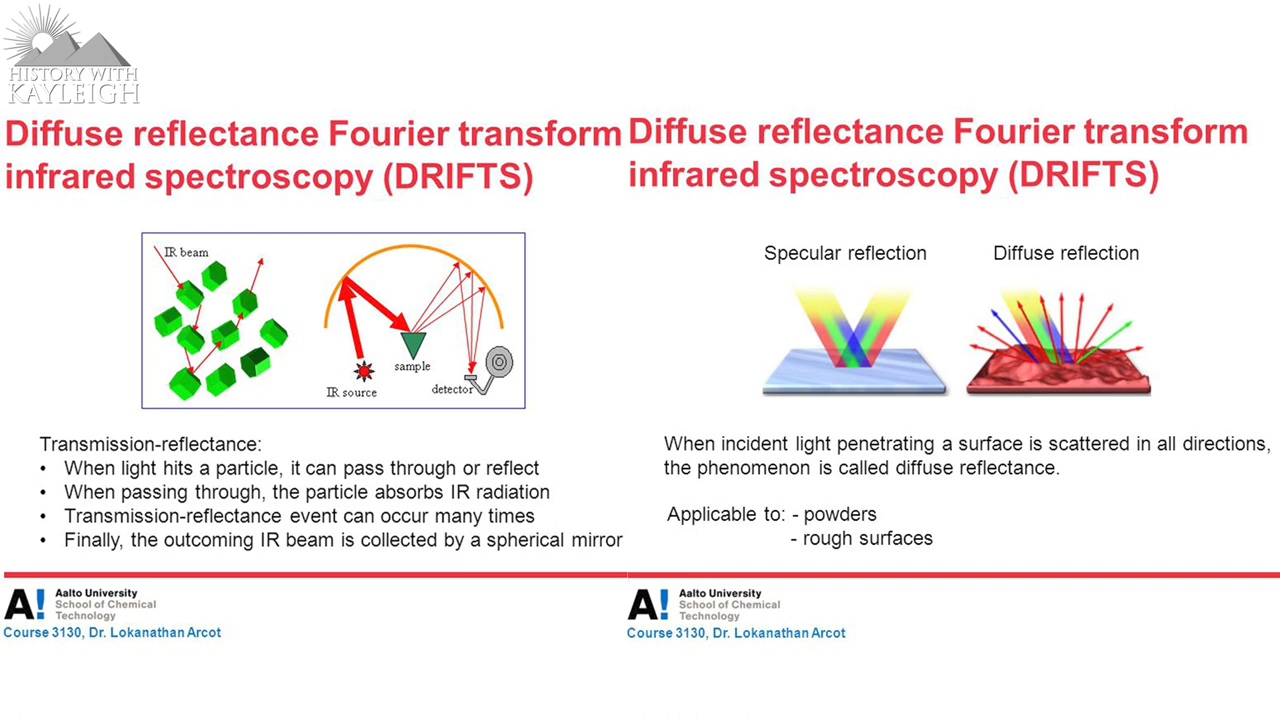 HISTORY WITH
KAYLEIGH
Diffuse reflectance Fourier transform
infrared spectroscopy (DRIFTS)
IR beam
sample
IR source
detector
Transmission-reflectance:
• When light hits a particle, it can pass through or reflect
• When passing through, the particle absorbs IR radiation
• Transmission-reflectance event can occur many times
• Finally, the outcoming IR beam is collected by a spherical mirror
A! Aalto University
School of Chemical
Technology
Course 3130, Dr. Lokanathan Arcot
Diffuse reflectance Fourier transform
infrared spectroscopy (DRIFTS)
Specular reflection
Diffuse reflection
When incident light penetrating a surface is scattered in all directions,
the phenomenon is called diffuse reflectance.
Applicable to: - powders
- rough surfaces
A! Aalto University
School of Chemical
Technology
Course 3130, Dr. Lokanathan Arcot